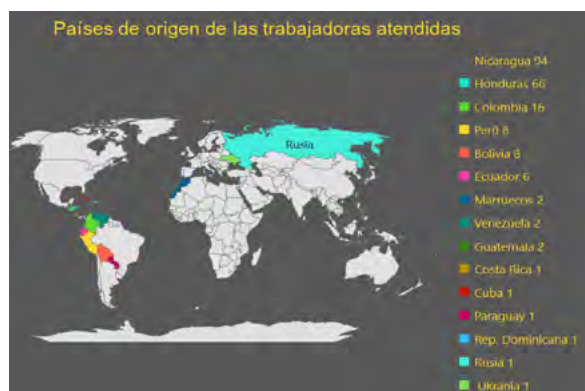 Países de origen de las trabajadoras atendidas
Nicaragua 94
Honduras 66
Colombia 16
Perú 8
Bolivia 8
Ecuador 6
Marruecos 2
Venezuela 2
Guatemala 2
Costa Rica 1
Cuba 1
Paraguay 1
Rep. Dominicana 1
Rusia 1
Ukrania 1
Rusia